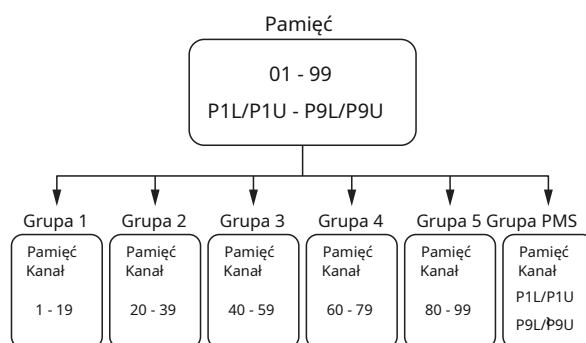 Pamięć
01 - 99
P1L/P1U - P9L/P9U
Grupa 1
Grupa 2
Grupa 3
Grupa 4
Grupa 5
Grupa PMS
Pamięć
Kanał
1 - 19
Pamięć
Kanał
20 - 39
Pamięć
Kanał
40 - 59
Pamięć
Kanał
60 - 79
Pamięć
Kanał
80 - 99
Pamięć
Kanał
P1L/P1U
P9L/P9U